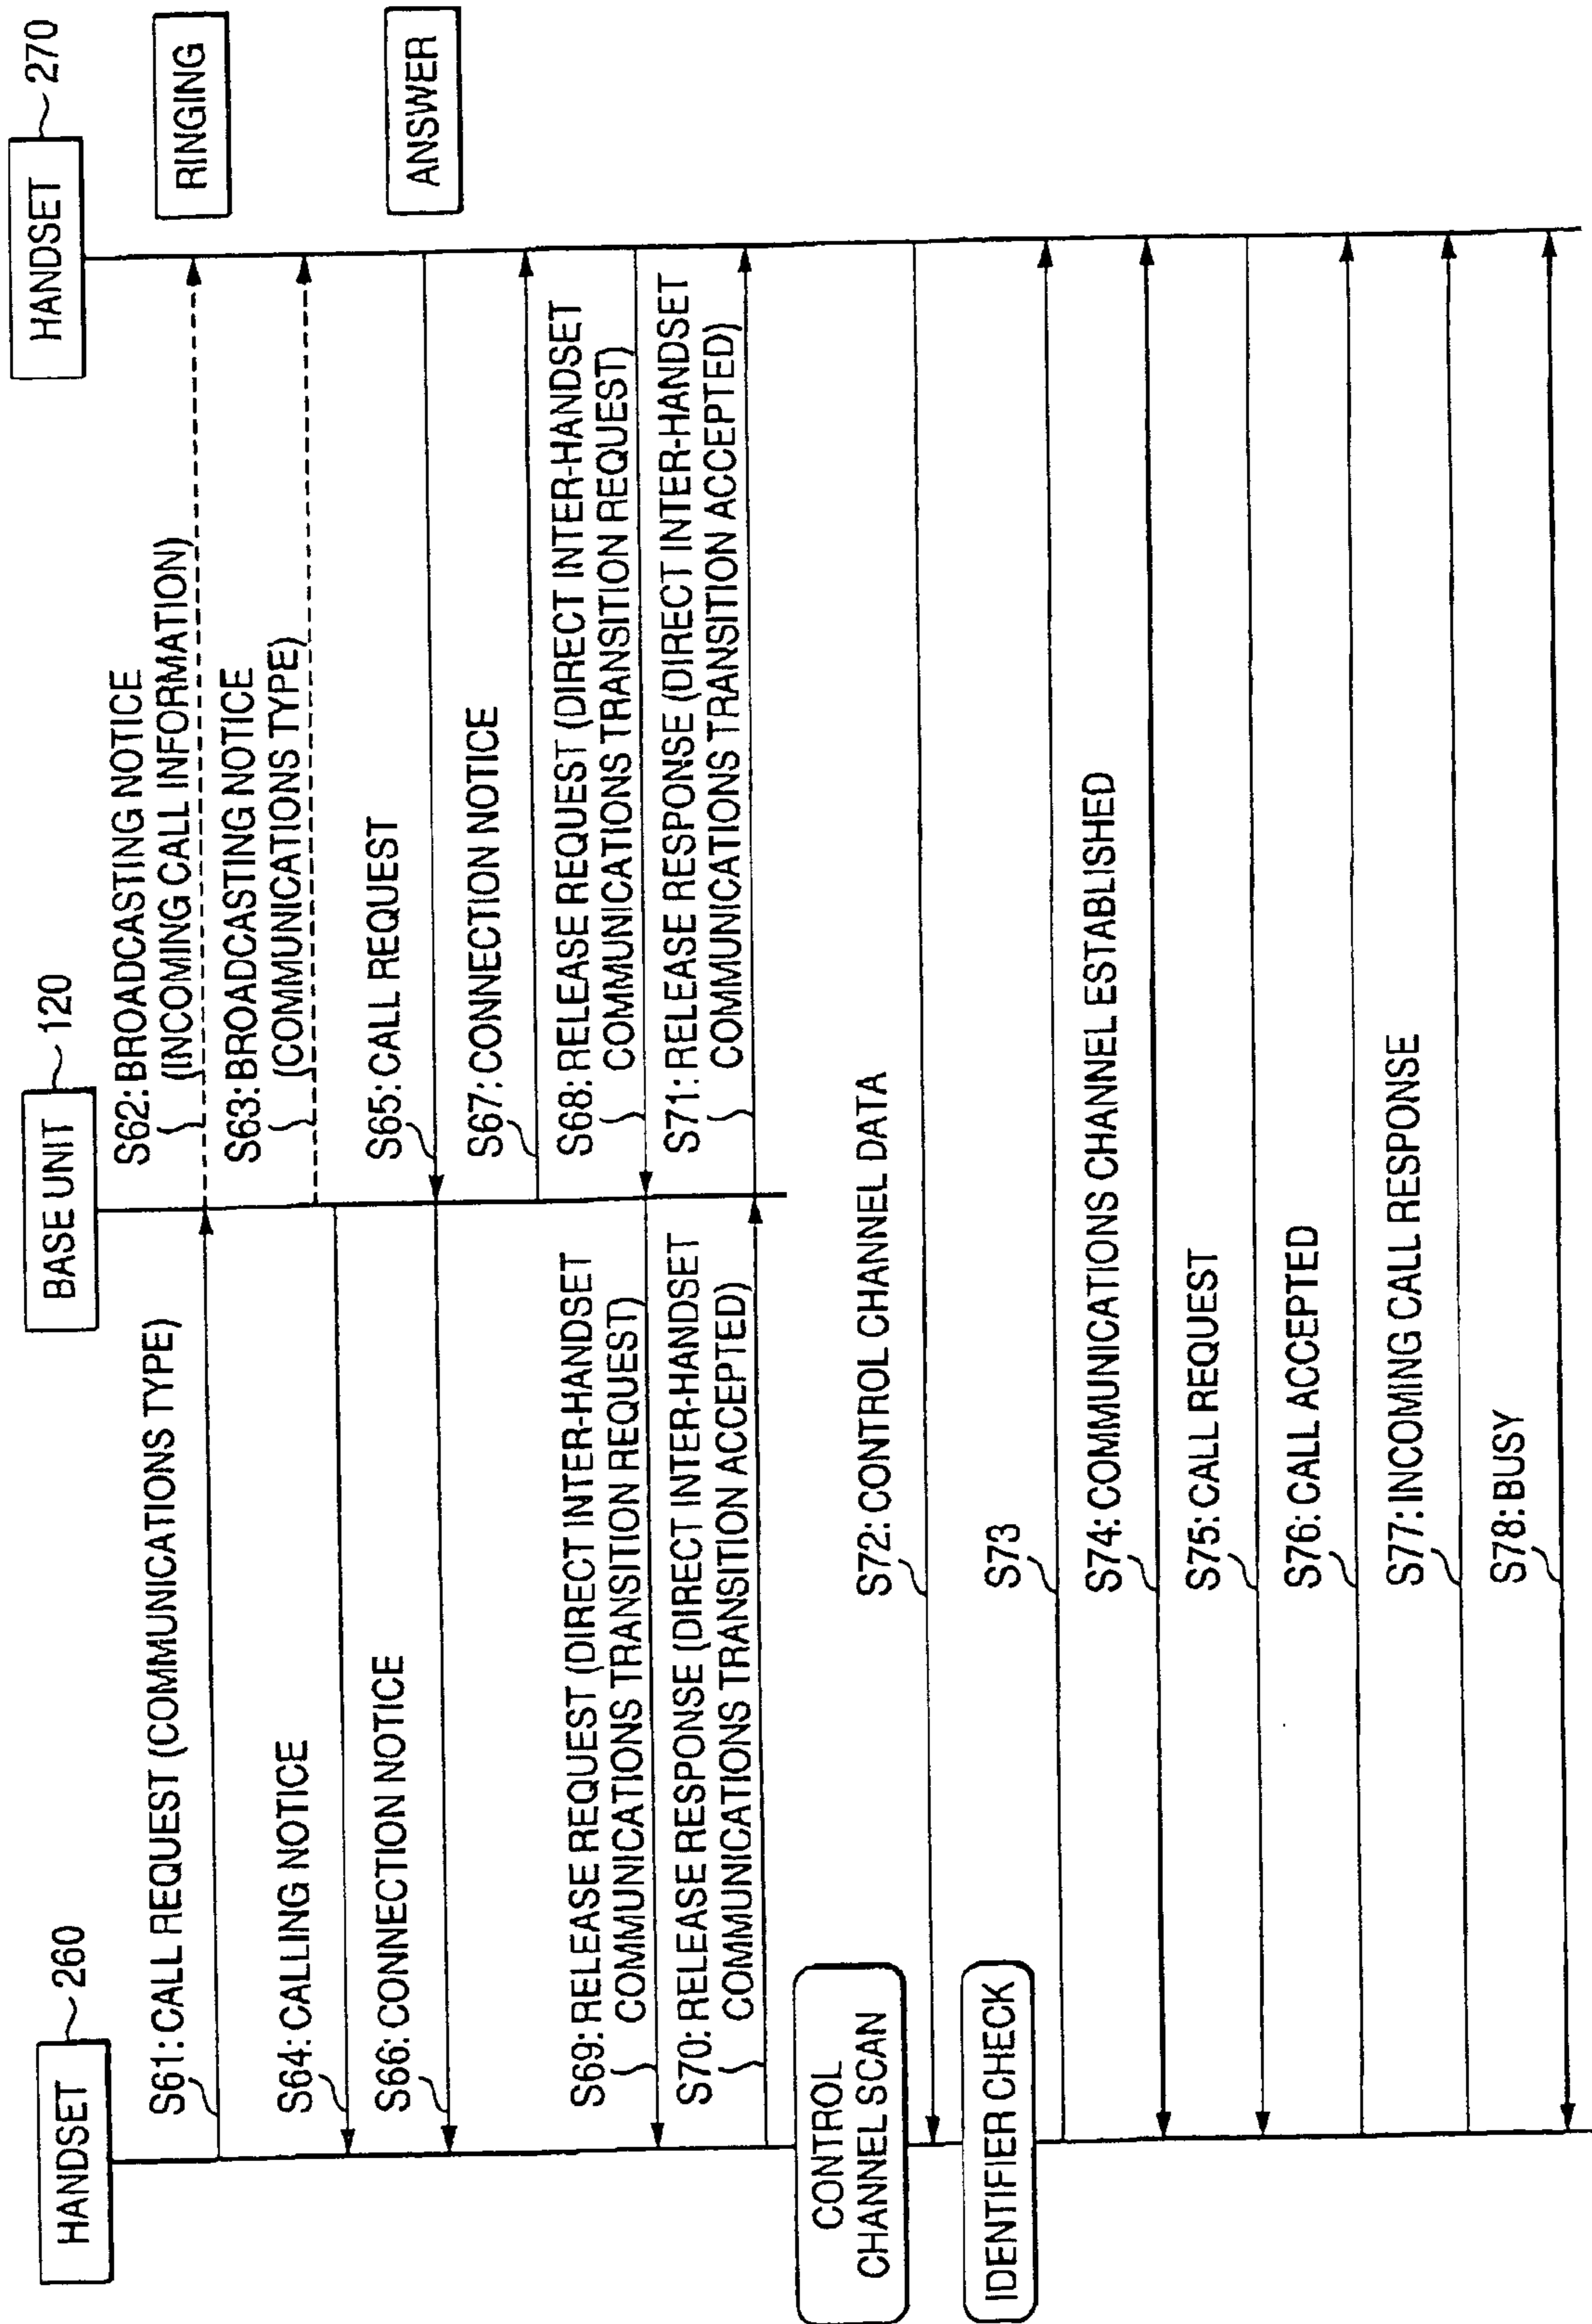 HANDSET
260
BASE UNIT
120
HANDSET
270
S61: CALL REQUEST (COMMUNICATIONS TYPE)
S62: BROADCASTING NOTICE
(INCOMING CALL INFORMATION)
RINGING
S63: BROADCASTING NOTICE
(COMMUNICATIONS TYPE)
S64: CALLING NOTICE
S65: CALL REQUEST
ANSWER
S66: CONNECTION NOTICE
S67: CONNECTION NOTICE
S68: RELEASE REQUEST (DIRECT INTER-HANDSET
COMMUNICATIONS TRANSITION REQUEST)
S69: RELEASE REQUEST (DIRECT INTER-HANDSET
COMMUNICATIONS TRANSITION REQUEST)
S70: RELEASE RESPONSE (DIRECT INTER-HANDSET
COMMUNICATIONS TRANSITION ACCEPTED)
S71: RELEASE RESPONSE (DIRECT INTER-HANDSET
COMMUNICATIONS TRANSITION ACCEPTED)
CONTROL
CHANNEL SCAN
S72: CONTROL CHANNEL DATA
IDENTIFIER CHECK
S73
S74: COMMUNICATIONS CHANNEL ESTABLISHED
S75: CALL REQUEST
S76: CALL ACCEPTED
S77: INCOMING CALL RESPONSE
S78: BUSY